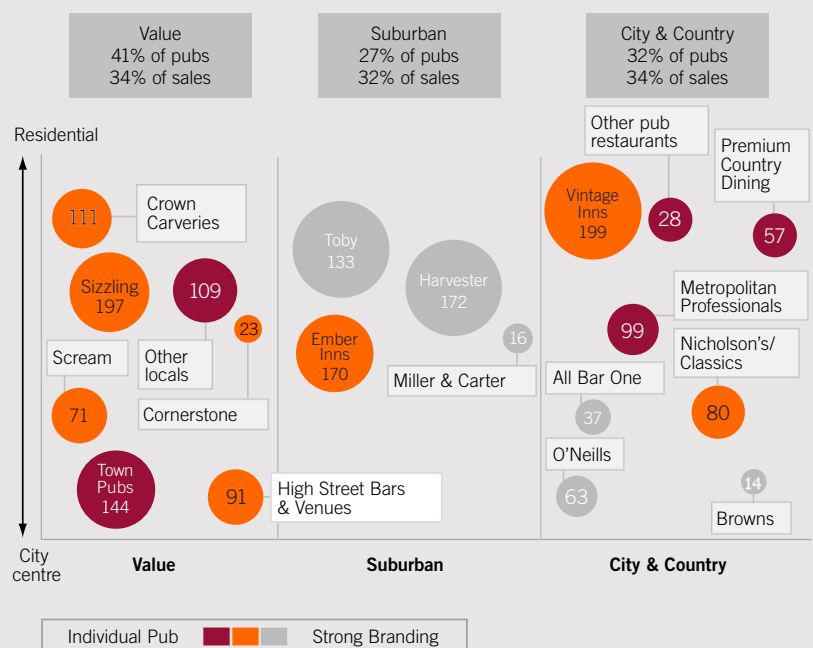 Value
41% of pubs
34% of sales
Suburban
27% of pubs
32% of sales
City & Country
32% of pubs
34% of sales
Residential
111
Crown
Carveries
Sizzling
197
109
Other
locals
23
Cornerstone
Scream
71
Town
Pubs
144
91
High Street Bars
& Venues
Toby
133
Harvester
172
Ember
Inns
170
16
Miller & Carter
Other pub
restaurants
28
Premium
Country
Dining
57
Vintage
Inns
199
Metropolitan
Professionals
99
Nicholson's/
Classics
80
All Bar One
37
O'Neills
63
14
Browns
City
centre
Value
Suburban
City & Country
Individual Pub
Strong Branding